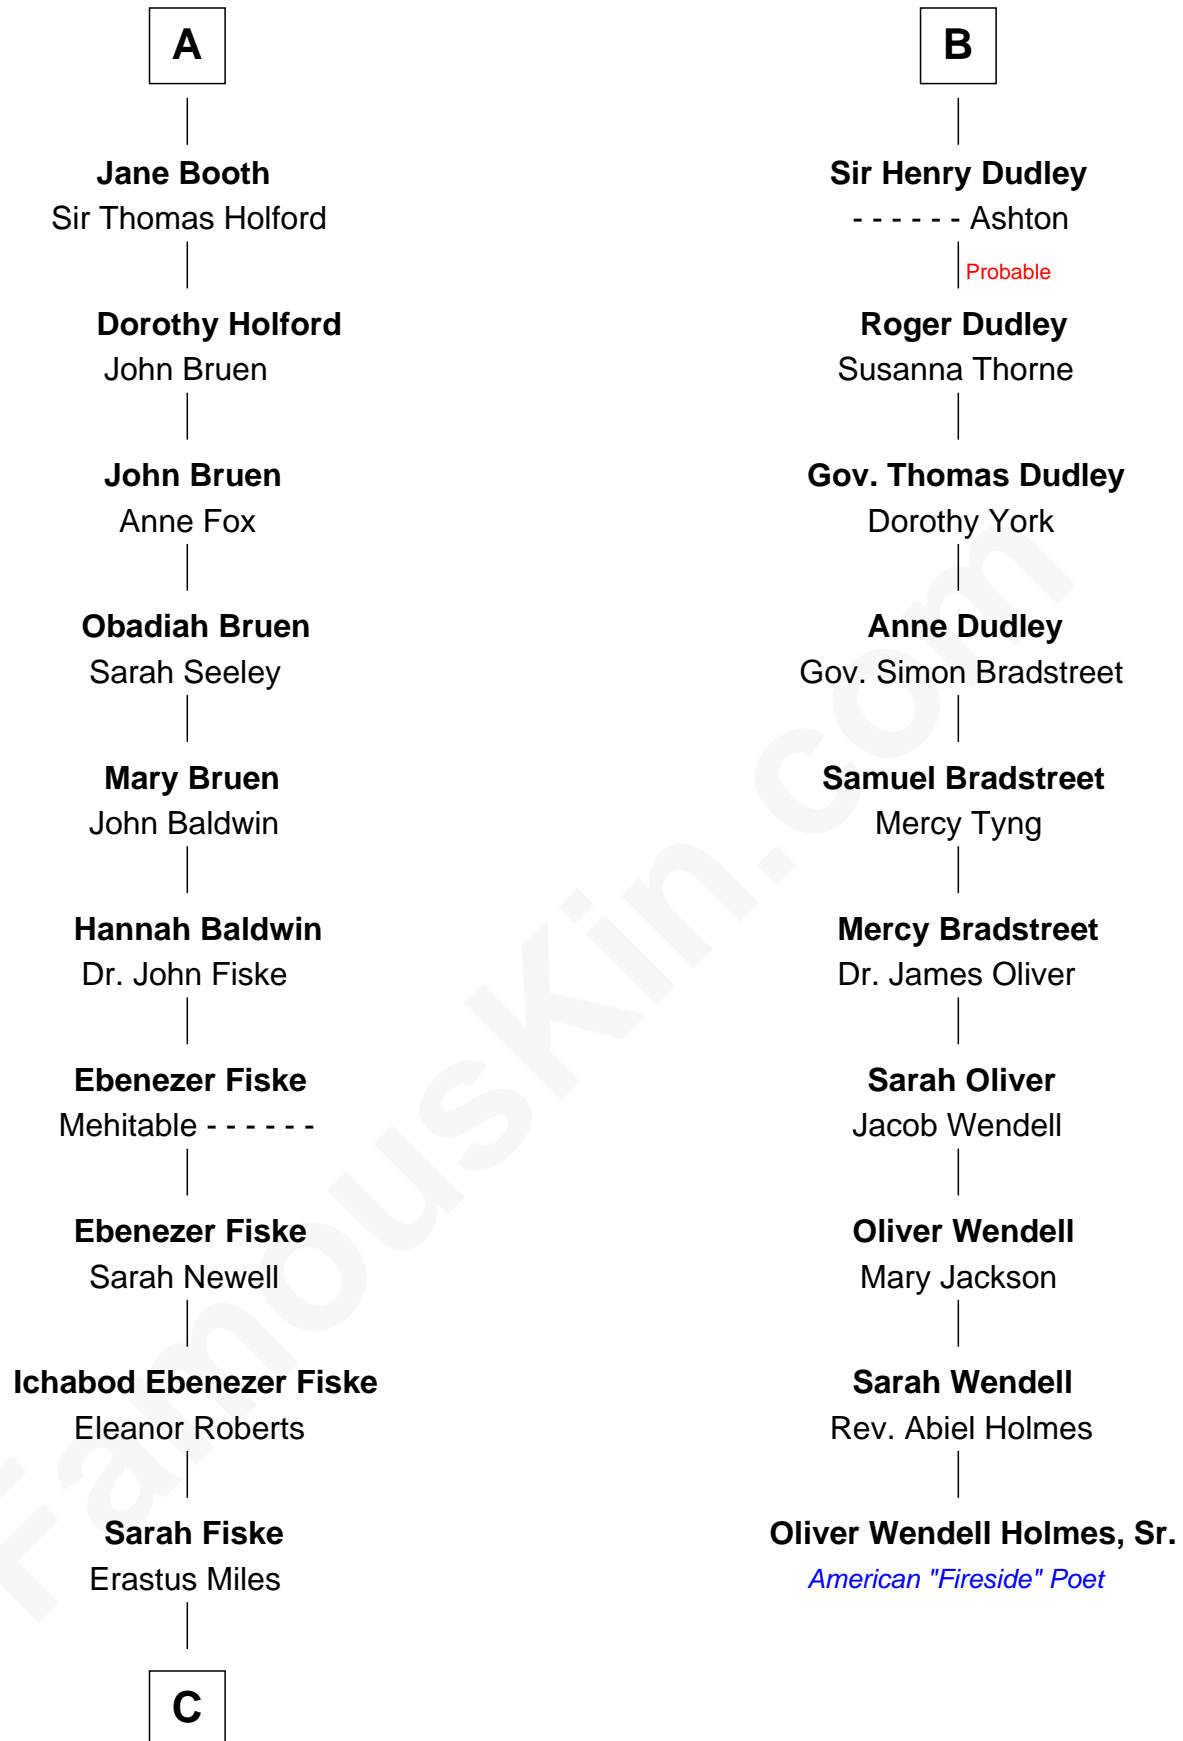 A
Jane Booth
Sir Thomas Holford
Dorothy Holford
John Bruen
John Bruen
Anne Fox
Obadiah Bruen
Sarah Seeley
Mary Bruen
John Baldwin
Hannah Baldwin
Dr. John Fiske
Ebenezer Fiske
Mehitable - - - - - -
Ebenezer Fiske
Sarah Newell
Ichabod Ebenezer Fiske
Eleanor Roberts
Sarah Fiske
Erastus Miles
C
B
Sir Henry Dudley
- - - - - - Ashton
Probable
Roger Dudley
Susanna Thorne
Gov. Thomas Dudley
Dorothy York
Anne Dudley
Gov. Simon Bradstreet
Samuel Bradstreet
Mercy Tyng
Mercy Bradstreet
Dr. James Oliver
Sarah Oliver
Jacob Wendell
Oliver Wendell
Mary Jackson
Sarah Wendell
Rev. Abiel Holmes
Oliver Wendell Holmes, Sr.
American "Fireside" Poet
FamousKin.com